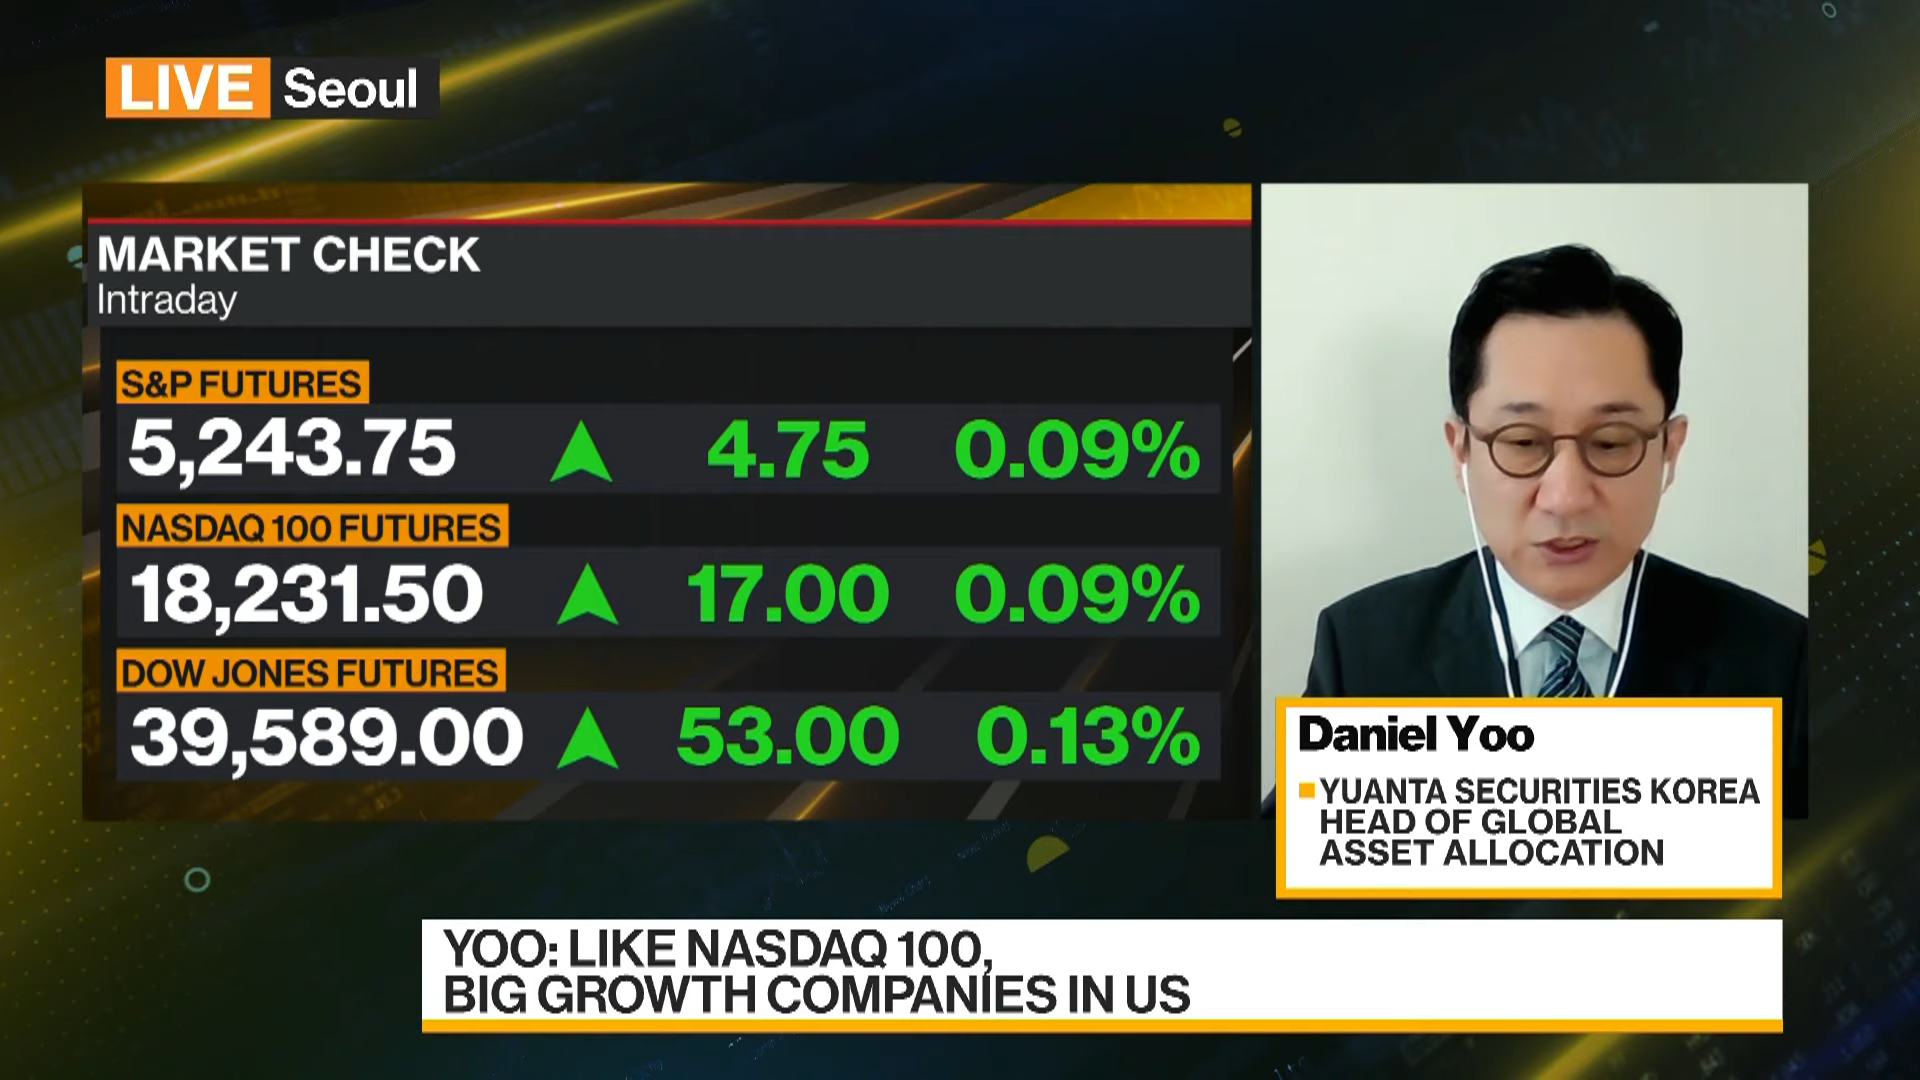 LIVE Seoul
MARKET CHECK
Intraday
S&P FUTURES
5,243.75 ▲ 4.75 0.09%
NASDAQ 100 FUTURES
18,231.50 ▲ 17.00 0.09%
DOW JONES FUTURES
39,589.00 ▲ 53.00 0.13%
Daniel Yoo
YUANTA SECURITIES KOREA
HEAD OF GLOBAL
ASSET ALLOCATION
YOO: LIKE NASDAQ 100,
BIG GROWTH COMPANIES IN US